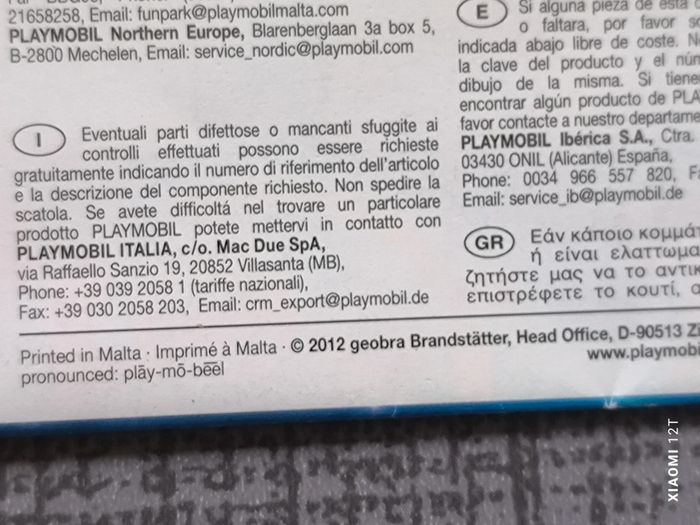 21658258, Email: funpark@playmobilmalta.com
PLAYMOBIL Northern Europe, Blarenberglaan 3a box 5,
B-2800 Mechelen, Email: service_nordic@playmobil.com
I Eventuali parti difettose o mancanti sfuggite ai
controlli effettuati possono essere richieste
gratuitamente indicando il numero di riferimento dell'articolo
e la descrizione del componente richiesto. Non spedire la
scatola. Se avete difficoltá nel trovare un particolare
prodotto PLAYMOBIL potete mettervi in contatto con
PLAYMOBIL ITALIA, c/o. Mac Due SpA,
via Raffaello Sanzio 19, 20852 Villasanta (MB),
Phone: +39 039 2058 1 (tariffe nazionali),
Fax: +39 030 2058 203, Email: crm_export@playmobil.de
E Si alguna pieza de esta
o faltara, por favor
indicada abajo libre de coste.
la clave del producto y el
dibujo de la misma. Si
encontrar algún producto de
favor contacte a nuestro
PLAYMOBIL Ibérica S.A., Ctra.
03430 ONIL (Alicante) España,
Phone: 0034 966 557 820,
Email: service_ib@playmobil.de
GR Εάν κάποιο
ή είναι
ζητήστε μας να το
επιστρέφετε το κουτί,
Printed in Malta · Imprimé à Malta · © 2012 geobra Brandstätter, Head Office, D-90513
www.playmobi
pronounced: plāy-mō-bēēl
XIAOMI 12T